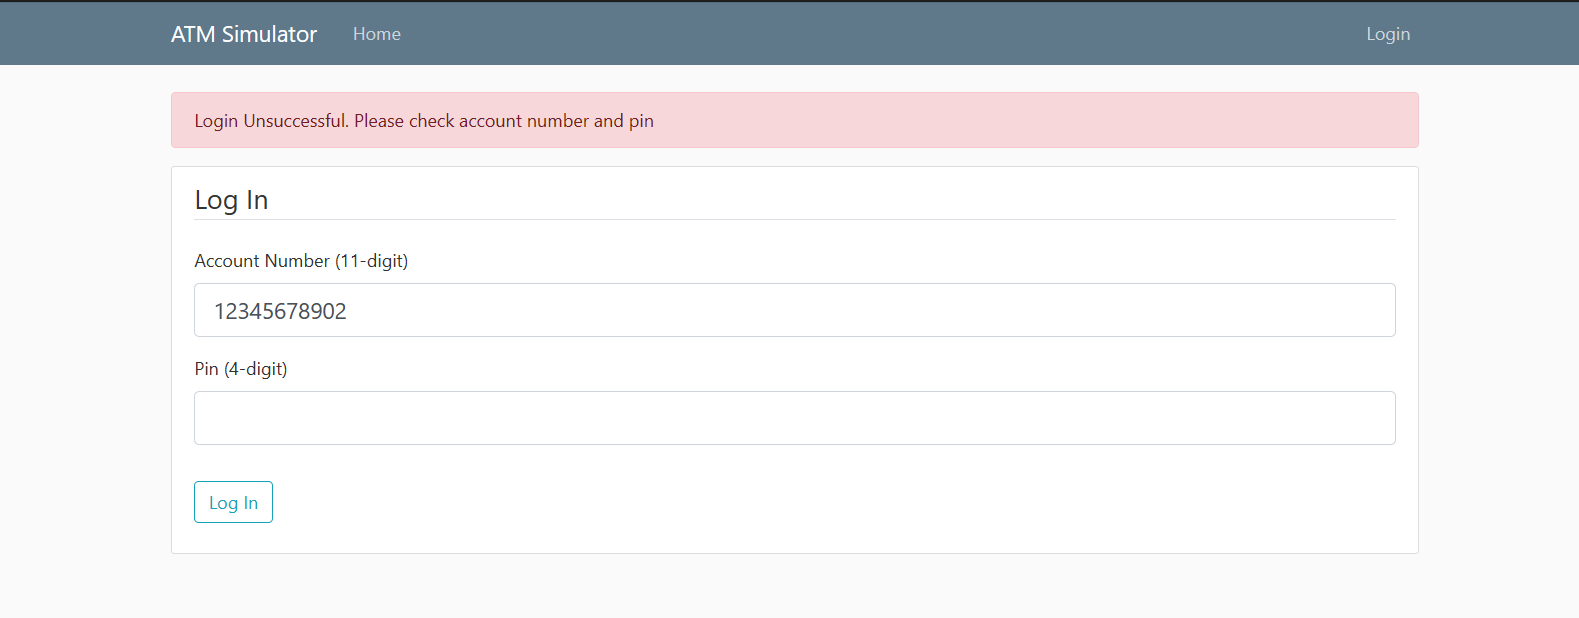 ATM Simulator Home Login
Login Unsuccessful. Please check account number and pin
Log In
Account Number (11-digit)
12345678902
Pin (4-digit)
Log In